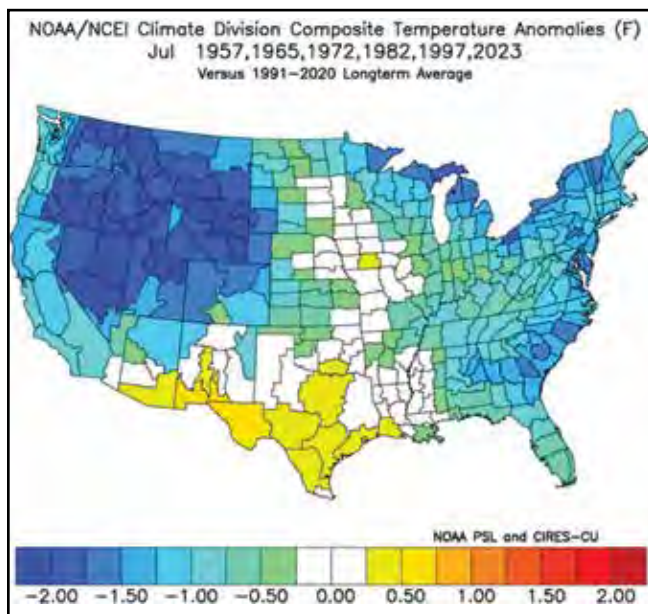 NOAA/NCEI Climate Division Composite Temperature Anomalies (F)
Jul 1957,1965,1972,1982,1997,2023
Versus 1991-2020 Longterm Average
NOAA PSL and CIRES-CU
-2.00 -1.50 -1.00 -0.50 0.00 0.50 1.00 1.50 2.00